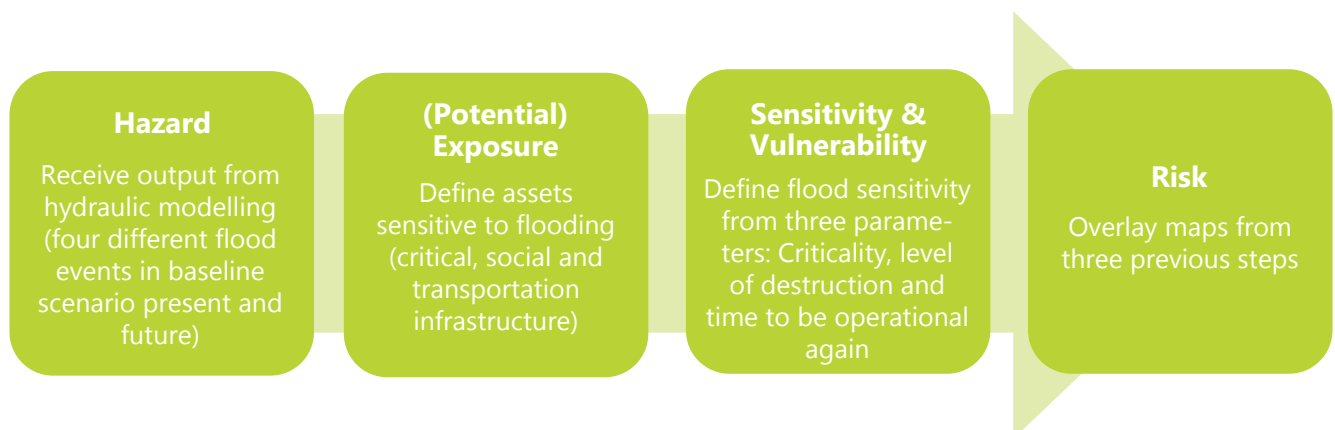 Hazard
Receive output from
hydraulic modelling
(four different flood
events in baseline
scenario present and
future)
(Potential)
Exposure
Define assets
sensitive to flooding
(critical, social and
transportation
infrastructure)
Sensitivity &
Vulnerability
Define flood sensitivity
from three parame-
ters: Criticality, level
of destruction and
time to be operational
again
Risk
Overlay maps from
three previous steps